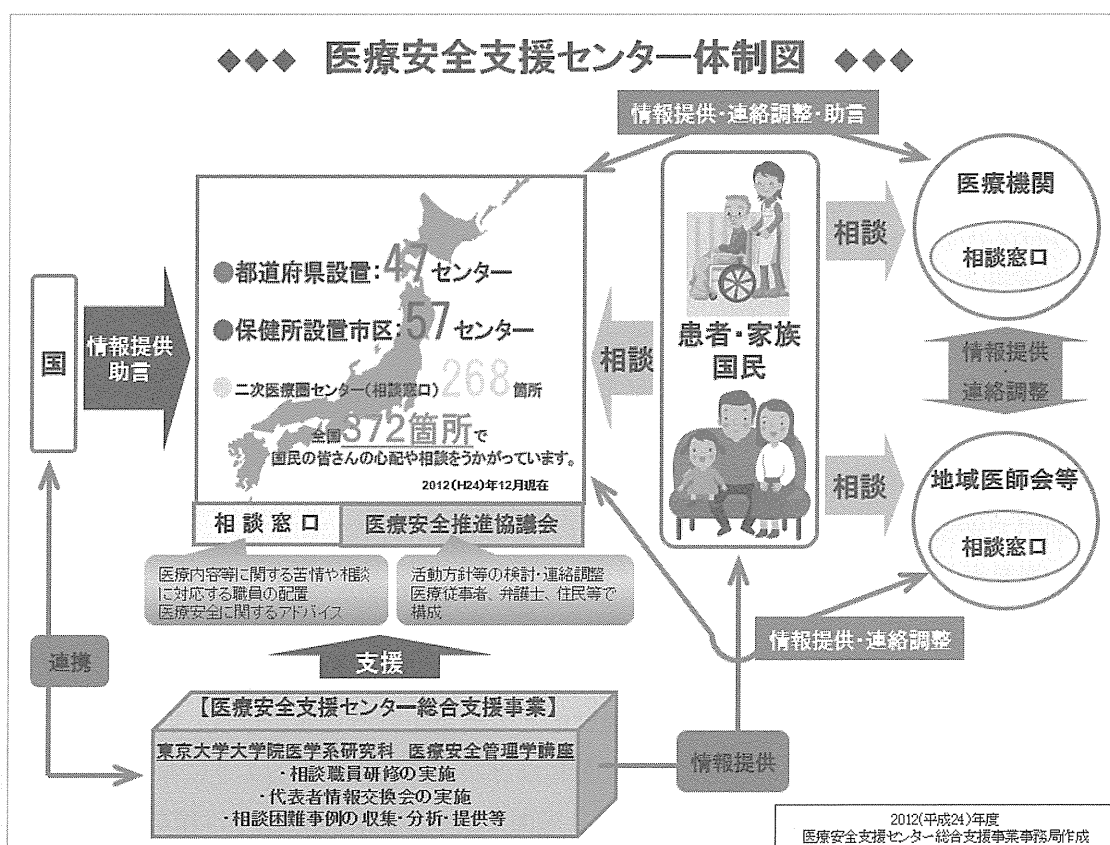 ◆◆◆ 医療安全支援センター体制図 ◆◆◆
情報提供・連絡調整・助言
医療機関
相談窓口
相談
国
情報提供
助言
●都道府県設置：47センター
●保健所設置市区：57センター
●二次医療圏センター（相談窓口）268箇所
全国372箇所で
国民の皆さんの心配や相談をうかがっています。
2012（H24）年12月現在
相談
患者・家族
国民
情報提供
・
連絡調整
相談
地域医師会等
相談窓口
相談窓口
医療安全推進協議会
医療内容等に関する苦情や相談
に対応する職員の配置
医療安全に関するアドバイス
活動方針等の検討・連絡調整
医療従事者、弁護士、住民等で
構成
情報提供・連絡調整
連携
支援
【医療安全支援センター総合支援事業】
東京大学大学院医学系研究科 医療安全管理学講座
・相談職員研修の実施
・代表者情報交換会の実施
・相談困難事例の収集・分析・提供等
情報提供
2012（平成24）年度
医療安全支援センター総合支援事業事務局作成